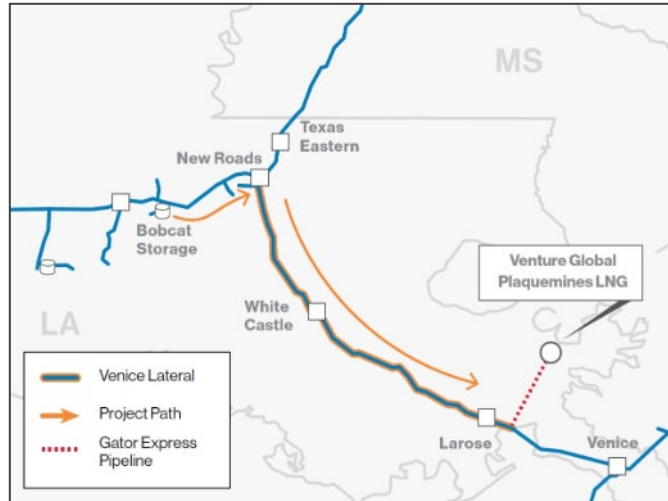 MS
Texas
Eastern
New Roads
Bobcat
Storage
Venture Global
Plaquemines LNG
White
Castle
LA
Venice Lateral
Project Path
Gator Express
Pipeline
Larose
Venice